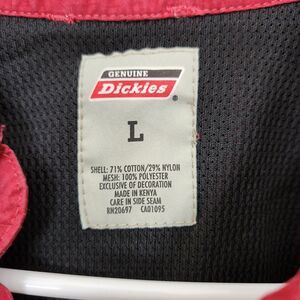 GENUINE
Dickies
®
L
SHELL: 71% COTTON/29% NYLON
MESH: 100% POLYESTER
EXCLUSIVE OF DECORATION
MADE IN KENYA
CARE IN SIDE SEAM
RN20697 CA01095